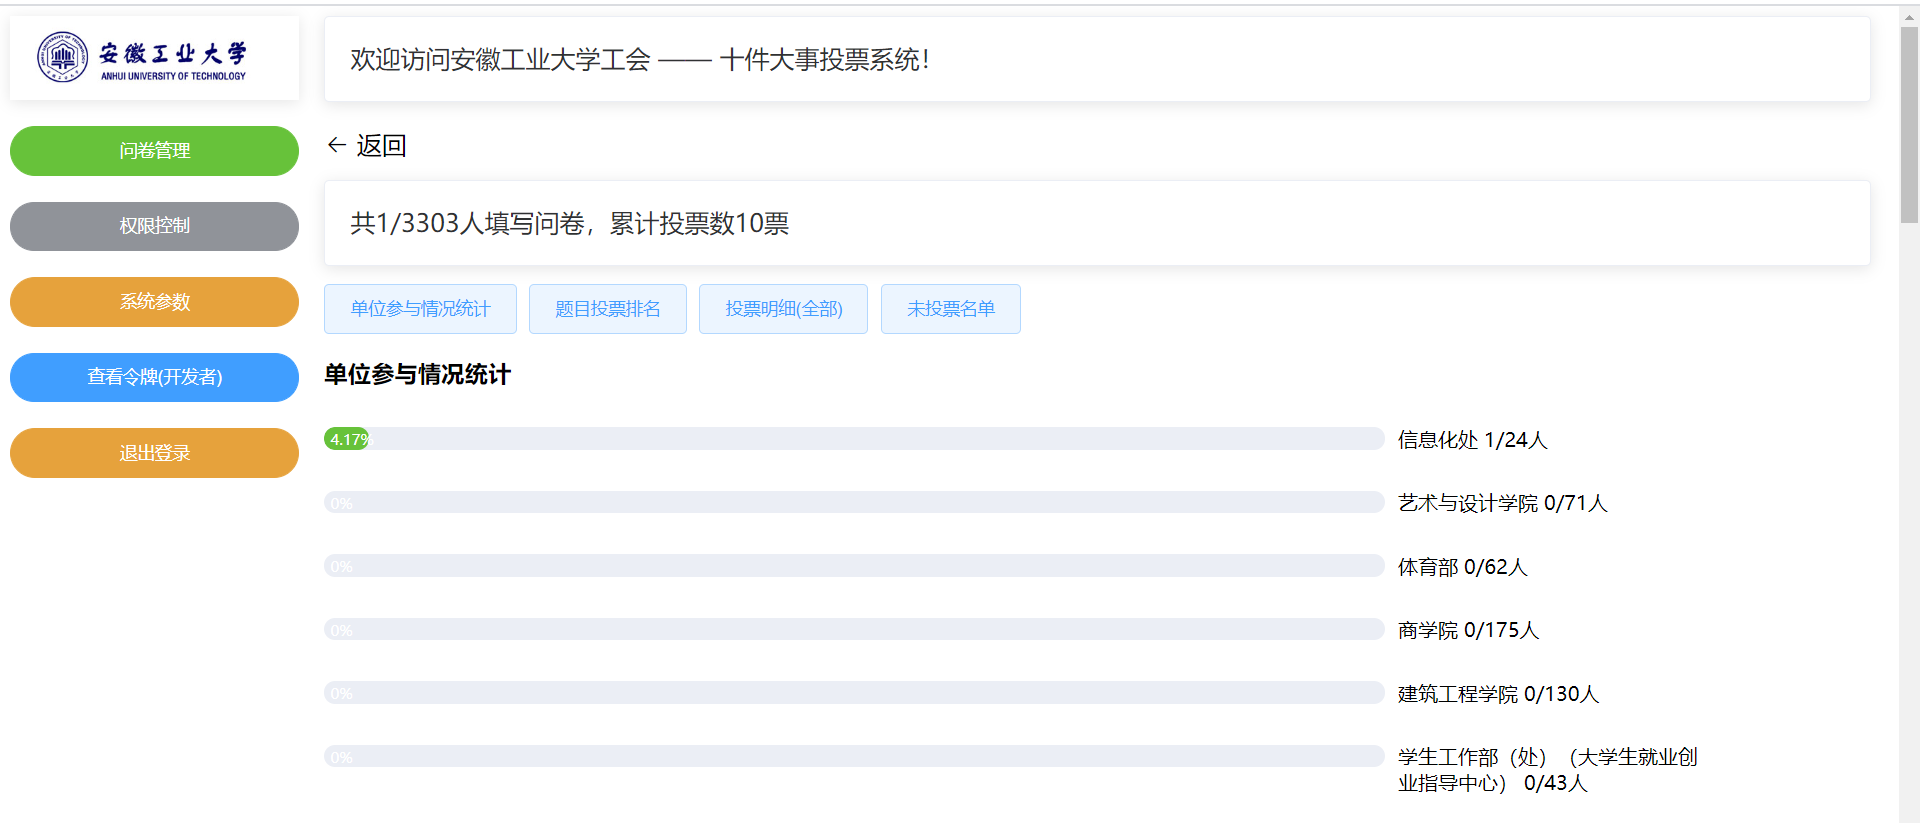 安徽工业大学
ANHUI UNIVERSITY OF TECHNOLOGY
欢迎访问安徽工业大学工会 —— 十件大事投票系统！
问卷管理
权限控制
系统参数
查看令牌(开发者)
退出登录
← 返回
共1/3303人填写问卷，累计投票数10票
单位参与情况统计
题目投票排名
投票明细(全部)
未投票名单
单位参与情况统计
4.17%
信息化处 1/24人
0%
艺术与设计学院 0/71人
0%
体育部 0/62人
0%
商学院 0/175人
0%
建筑工程学院 0/130人
0%
学生工作部（处）（大学生就业创
业指导中心） 0/43人